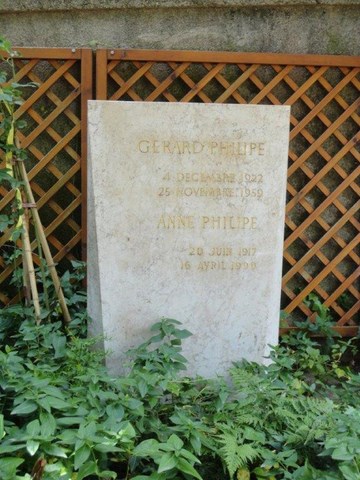 GERARD PHILIPE
4 DECEMBRE 1922
25 NOVEMBRE 1959
ANNE PHILIPE
20 JUIN 1917
16 AVRIL 1990